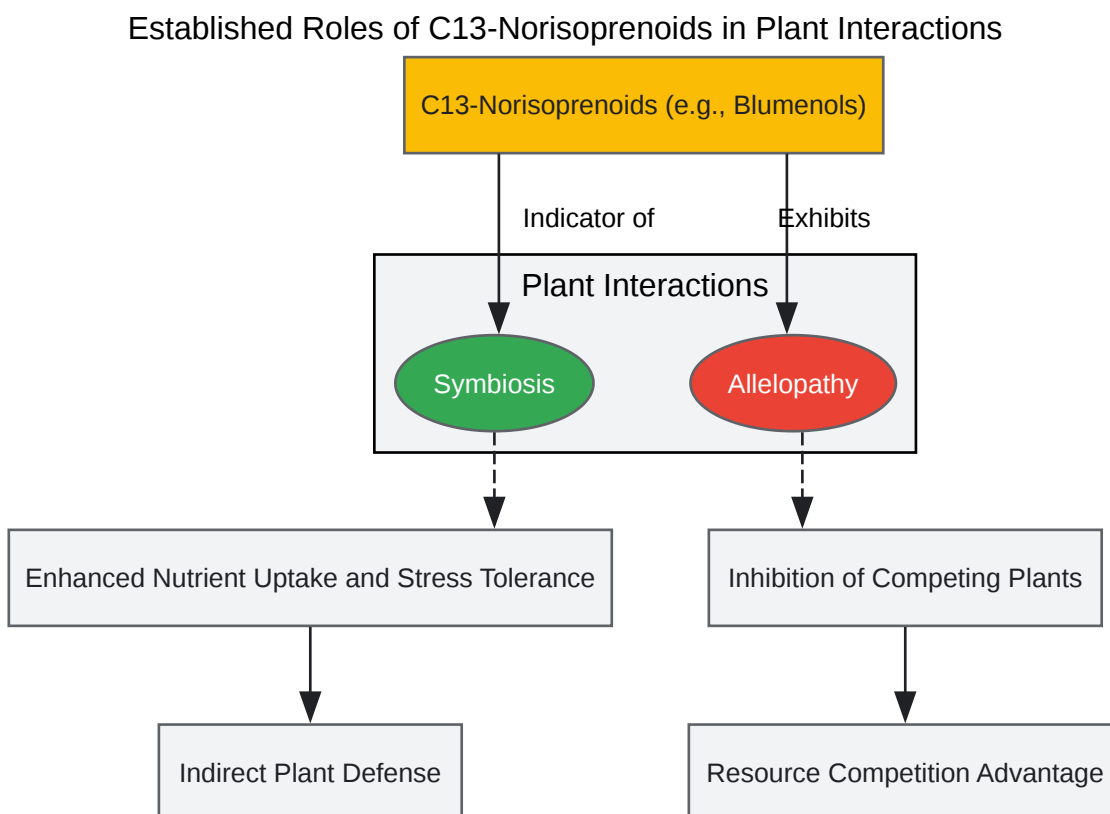 Established Roles of C13-Norisoprenoids in Plant Interactions
C13-Norisoprenoids (e.g., Blumenols)
Indicator of
Exhibits
Plant Interactions
Symbiosis
Allelopathy
Enhanced Nutrient Uptake and Stress Tolerance
Inhibition of Competing Plants
Indirect Plant Defense
Resource Competition Advantage